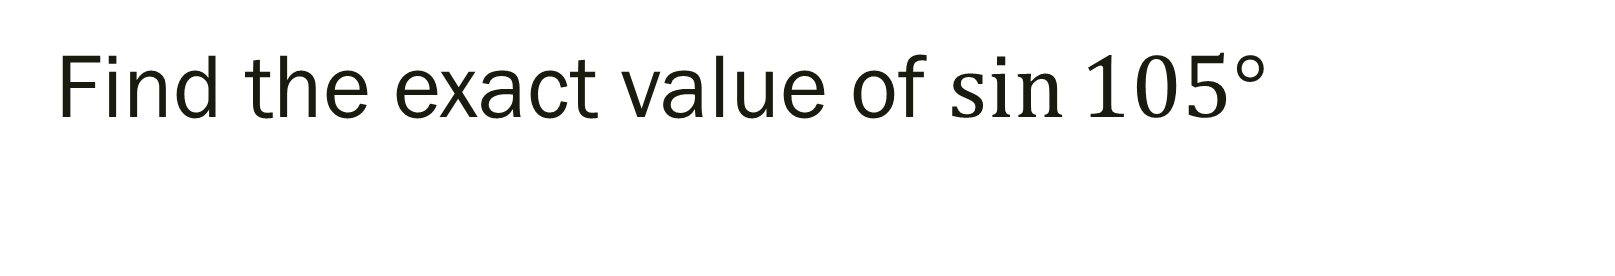 Find the exact value of sin 105°